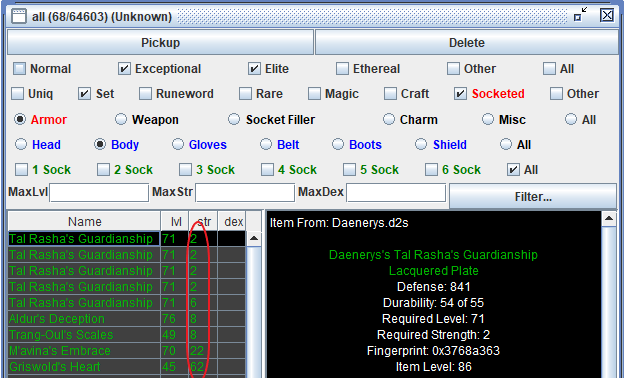 all (68/64603) (Unknown)
Pickup Delete
Normal Exceptional Elite Ethereal Other All
Uniq Set Runeword Rare Magic Craft Socketed Other
Armor Weapon Socket Filler Charm Misc All
Head Body Gloves Belt Boots Shield All
1 Sock 2 Sock 3 Sock 4 Sock 5 Sock 6 Sock All
MaxLvl MaxStr MaxDex Filter...
Name lvl str dex
Tal Rasha's Guardianship 71 2
Tal Rasha's Guardianship 71 2
Tal Rasha's Guardianship 71 2
Tal Rasha's Guardianship 71 2
Tal Rasha's Guardianship 71 6
Aldur's Deception 76 8
Trang-Oul's Scales 49 8
M'avina's Embrace 70 22
Griswold's Heart 45 62
Item From: Daenerys.d2s
Daenerys's Tal Rasha's Guardianship
Lacquered Plate
Defense: 841
Durability: 54 of 55
Required Level: 71
Required Strength: 2
Fingerprint: 0x3768a363
Item Level: 86